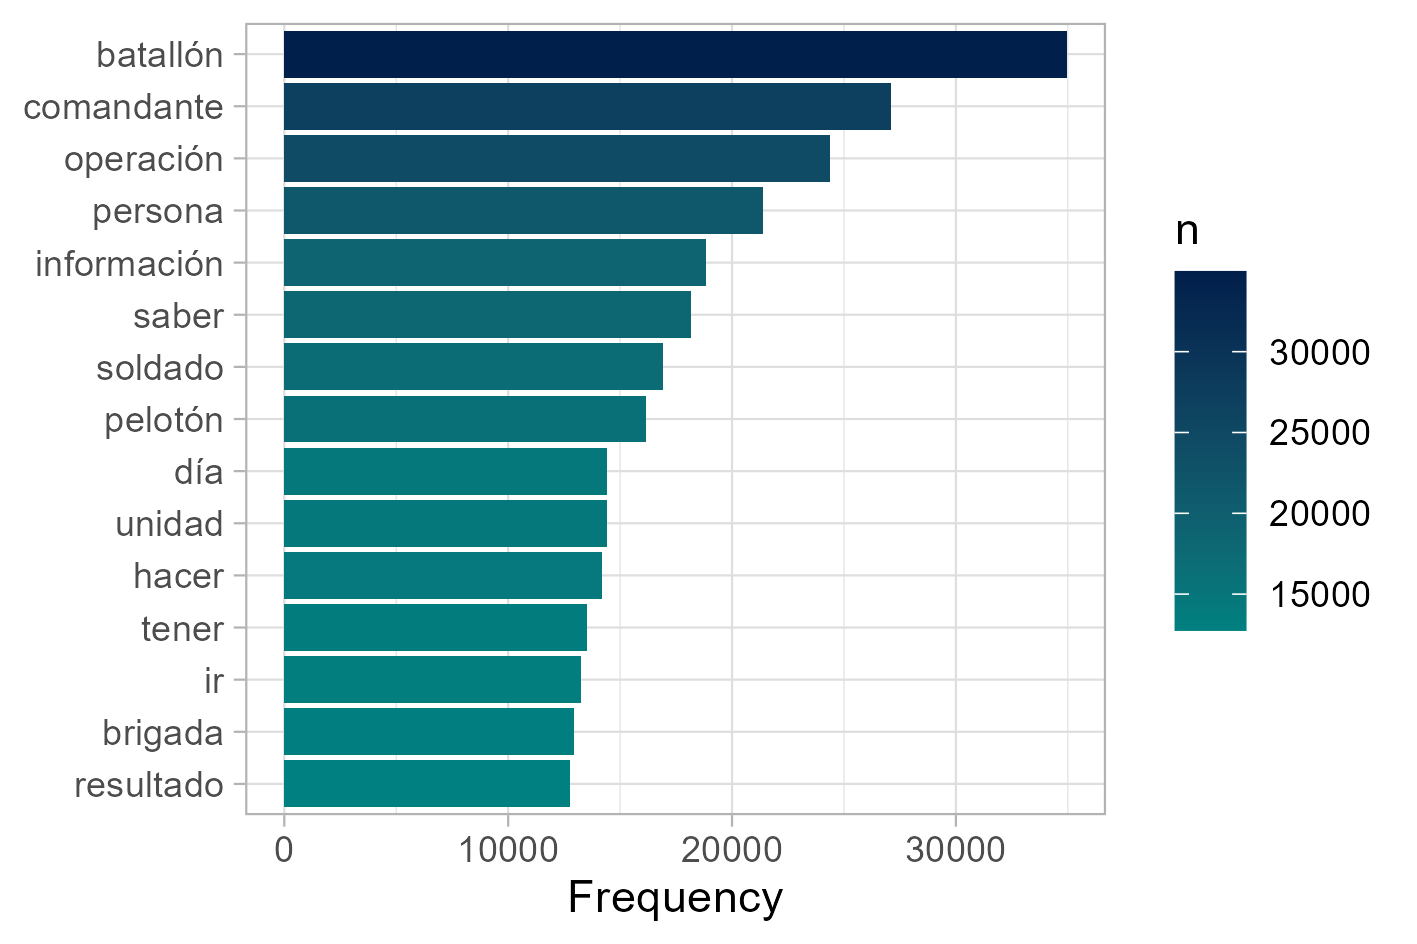 batallón
comandante
operación
persona
información
saber
soldado
pelotón
día
unidad
hacer
tener
ir
brigada
resultado
0 10000 20000 30000
Frequency
n
30000
25000
20000
15000